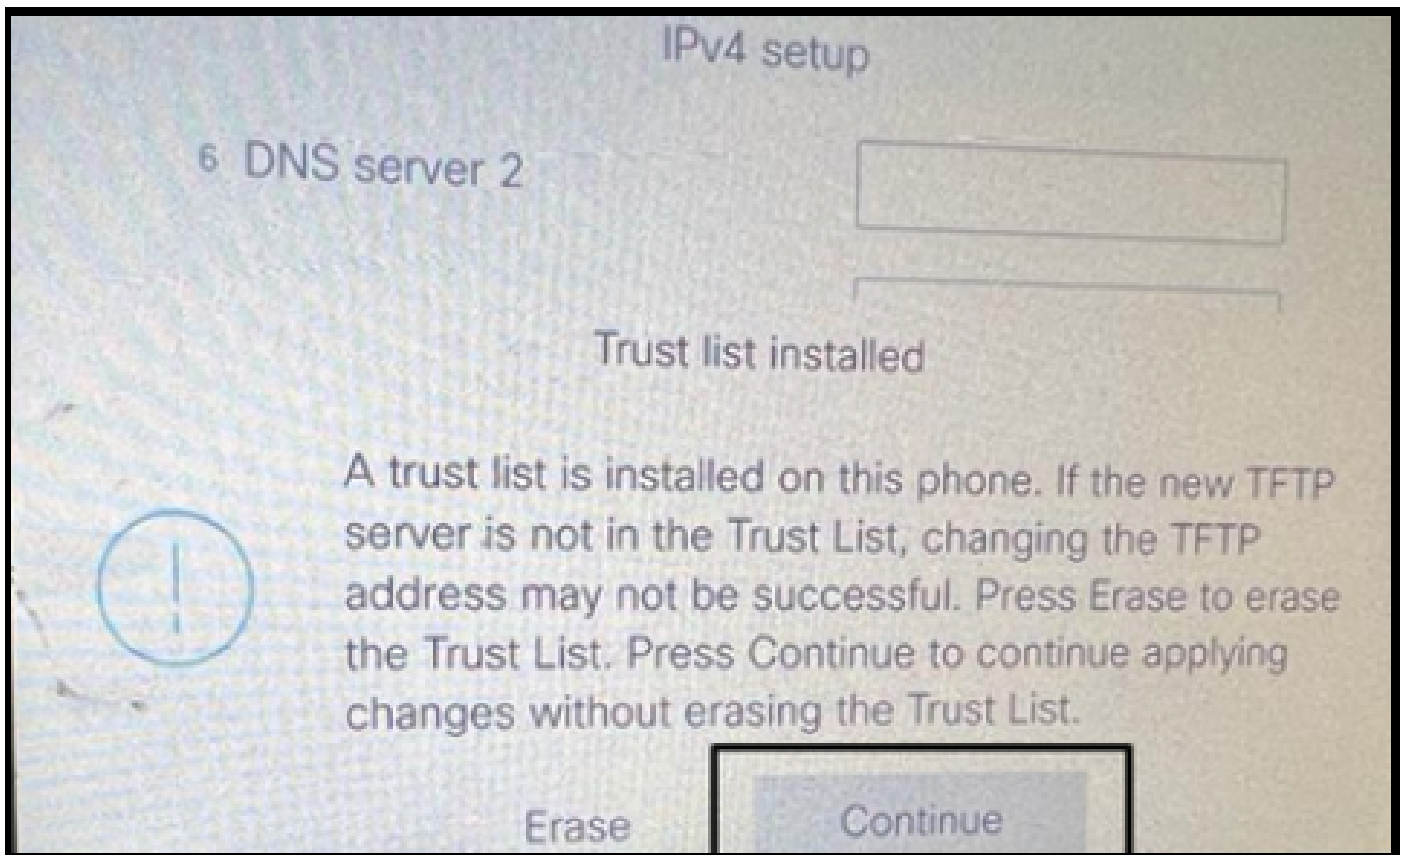 IPv4 setup
6 DNS server 2
Trust list installed
A trust list is installed on this phone. If the new TFTP
server is not in the Trust List, changing the TFTP
address may not be successful. Press Erase to erase
the Trust List. Press Continue to continue applying
changes without erasing the Trust List.
Erase Continue